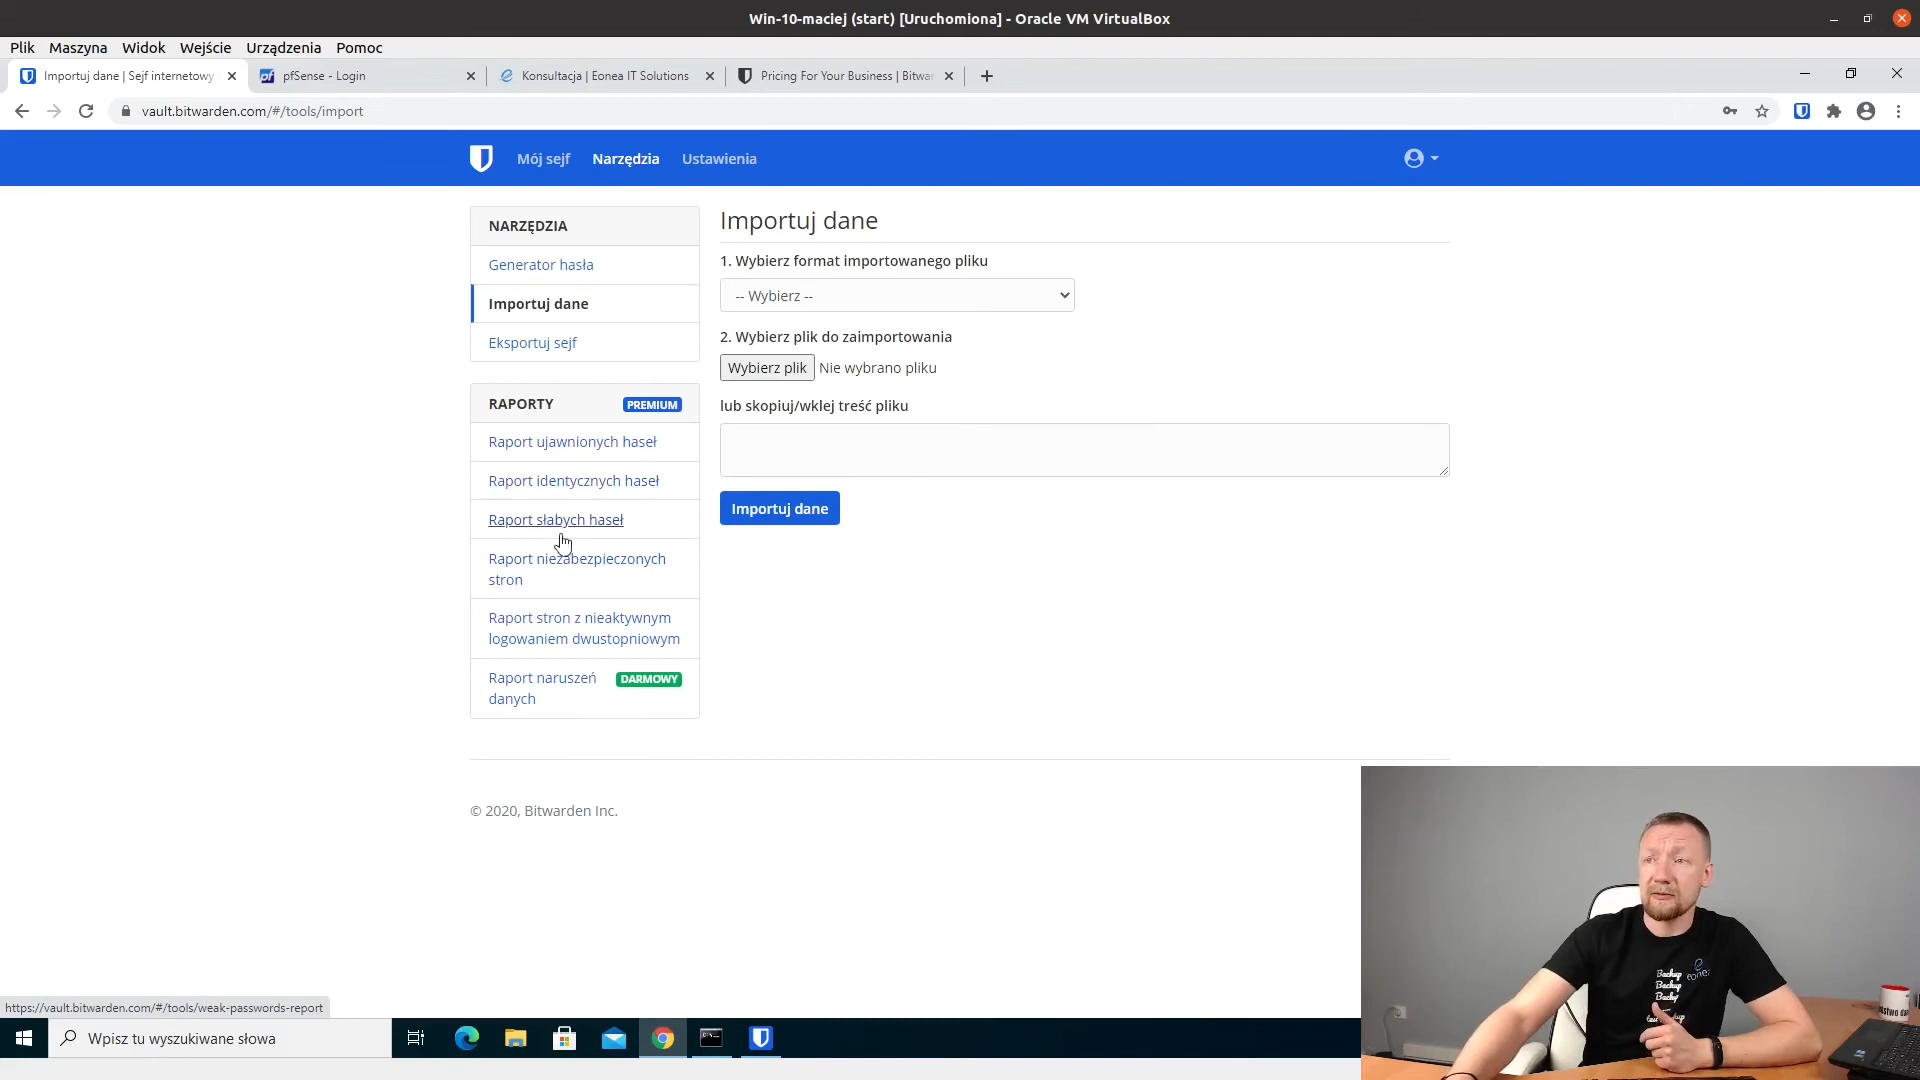 Win-10-maciej (start) [Uruchomiona] - Oracle VM VirtualBox
Plik Maszyna Widok Wejście Urządzenia Pomoc
Importuj dane | Sejf internetowy
pfSense - Login
Konsultacja | Eonea IT Solutions
Pricing For Your Business | Bitwar
vault.bitwarden.com/#/tools/import
Mój sejf Narzędzia Ustawienia
NARZĘDZIA
Generator hasła
Importuj dane
Eksportuj sejf
RAPORTY PREMIUM
Raport ujawnionych haseł
Raport identycznych haseł
Raport słabych haseł
Raport niezabezpieczonych
stron
Raport stron z nieaktywnym
logowaniem dwustopniowym
Raport naruszeń DARMOWY
danych
Importuj dane
1. Wybierz format importowanego pliku
-- Wybierz --
2. Wybierz plik do zaimportowania
Wybierz plik Nie wybrano pliku
lub skopiuj/wklej treść pliku
Importuj dane
© 2020, Bitwarden Inc.
Backup
Backup
Backup
eonea
https://vault.bitwarden.com/#/tools/weak-passwords-report
Wpisz tu wyszukiwane słowa